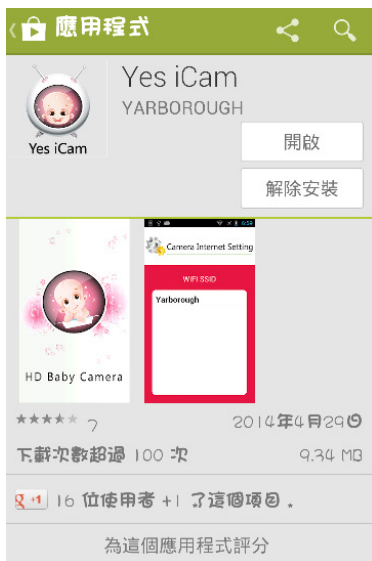 應用程式
Yes iCam
YARBOROUGH
Yes iCam
開啟
解除安裝
6:59
Camera Internet Setting
WIFI SSID
Yarborough
HD Baby Camera
7
2014年4月29日
下載次數超過 100 次
9.34 MB
g +1 16 位使用者 +1 了這個項目。
為這個應用程式評分